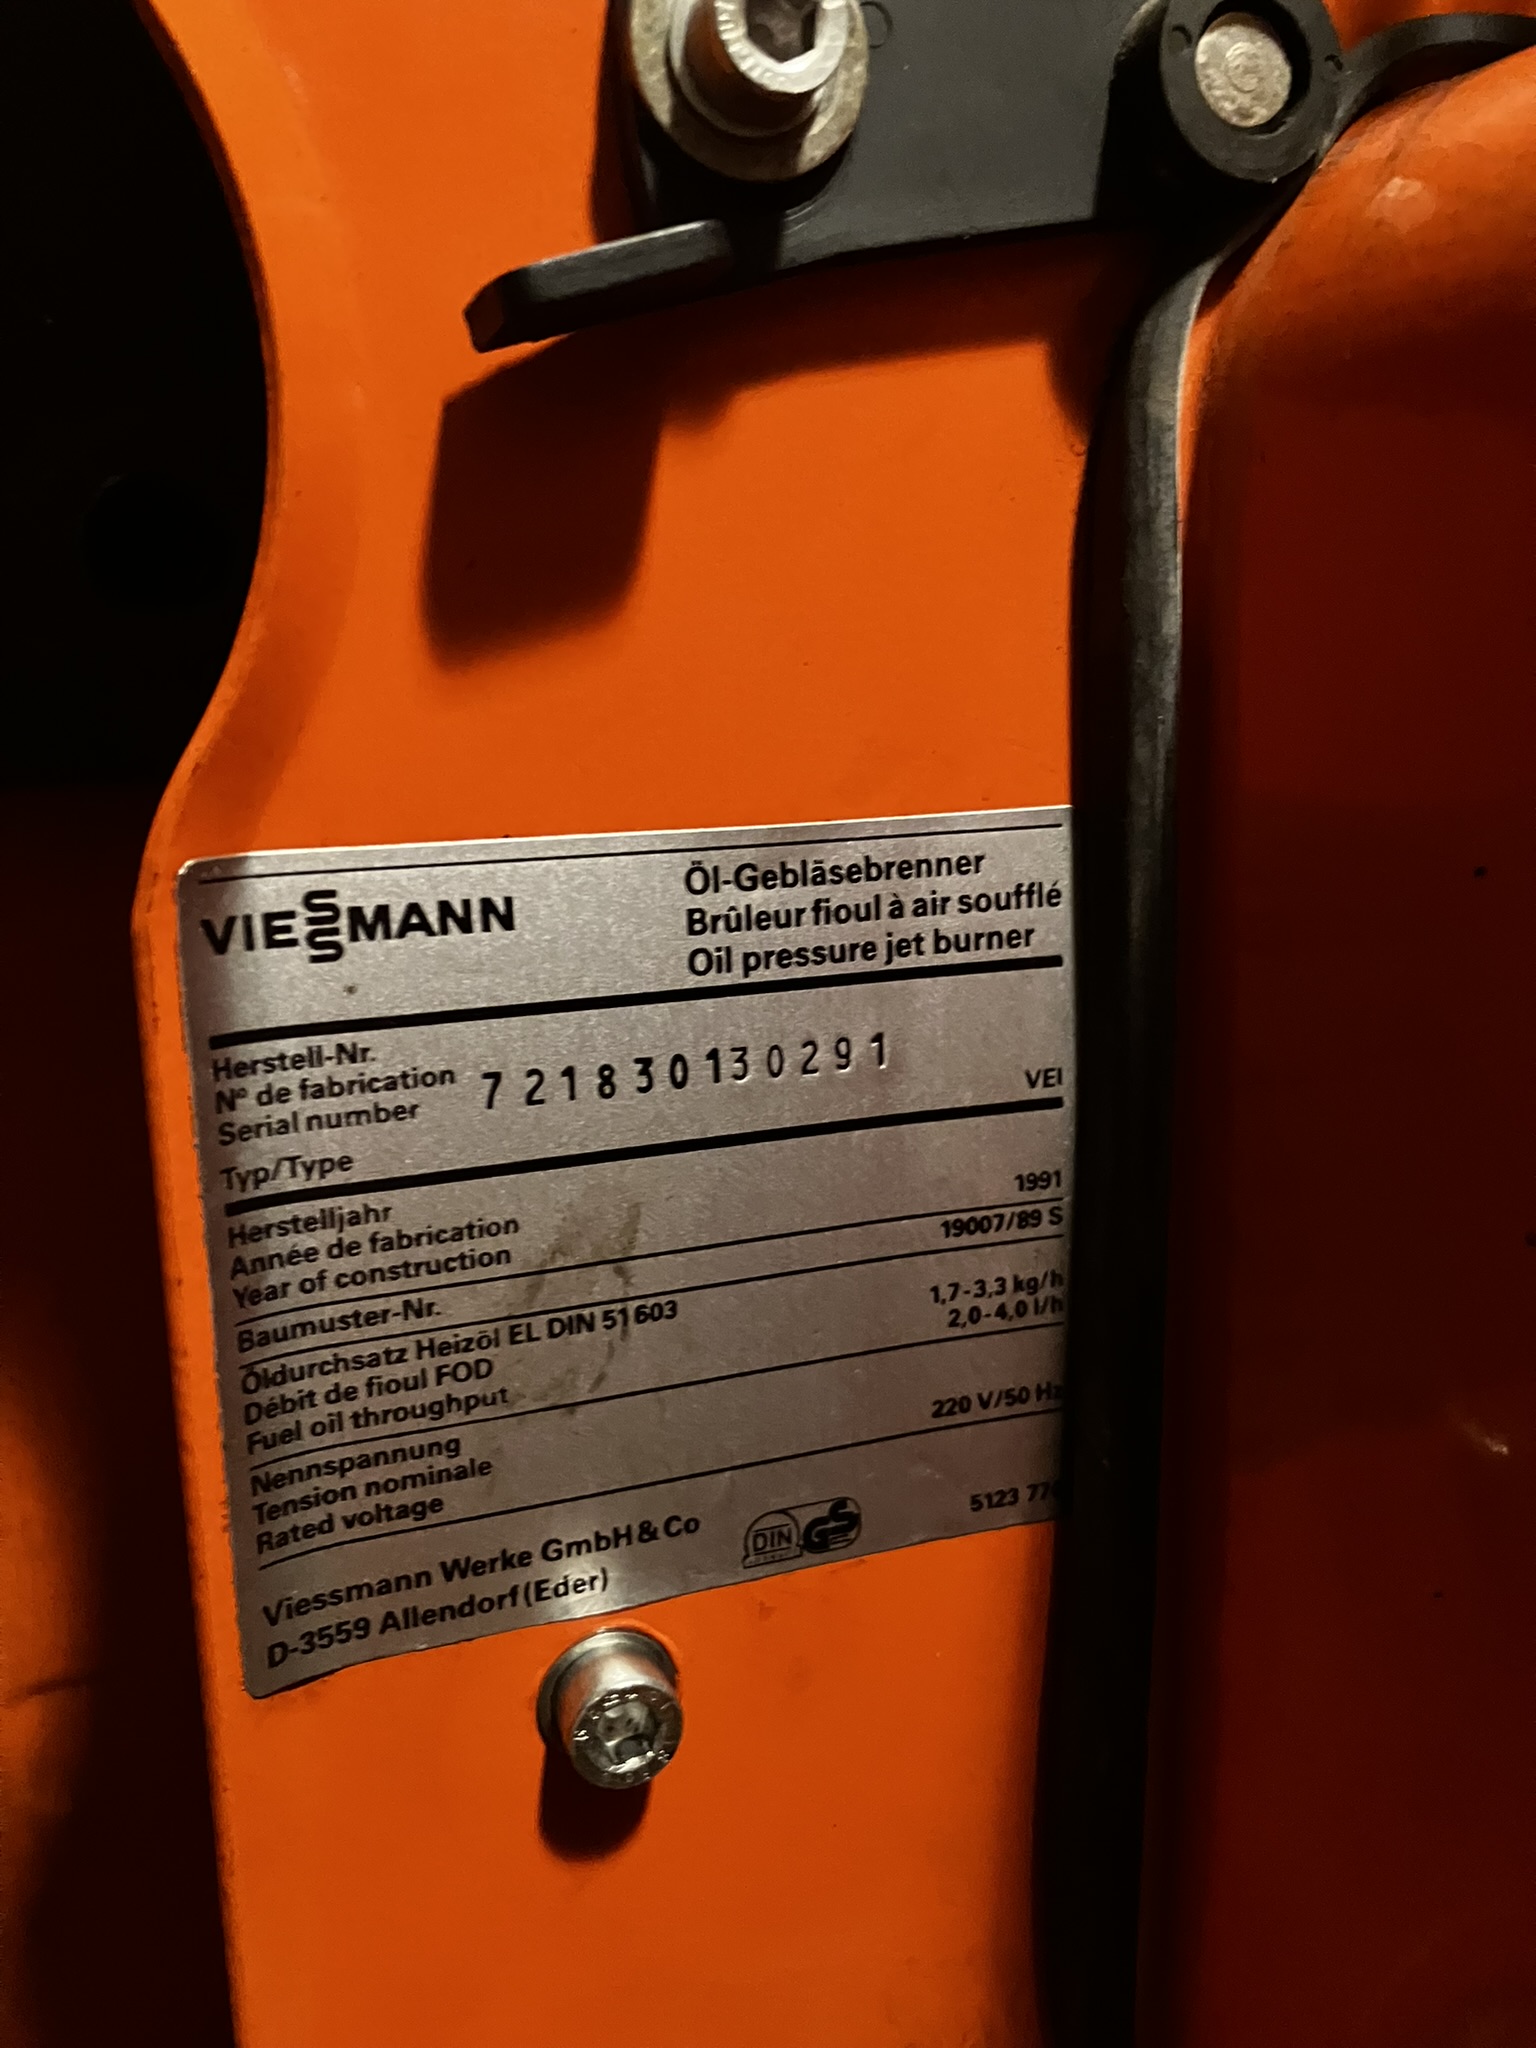 VIESSMANN
Öl-Gebläsebrenner
Brûleur fioul à air soufflé
Oil pressure jet burner
Herstell-Nr.
Nº de fabrication
Serial number
721830130291
Typ/Type
VEI
Herstelljahr
Année de fabrication
Year of construction
1991
Baumuster-Nr.
19007/89 S
Öldurchsatz Heizöl EL DIN 51603
Débit de fioul FOD
Fuel oil throughput
1,7-3,3 kg/h
2,0-4,0 l/h
Nennspannung
Tension nominale
Rated voltage
220 V/50 Hz
Viessmann Werke GmbH & Co
D-3559 Allendorf (Eder)
DIN GS
5123